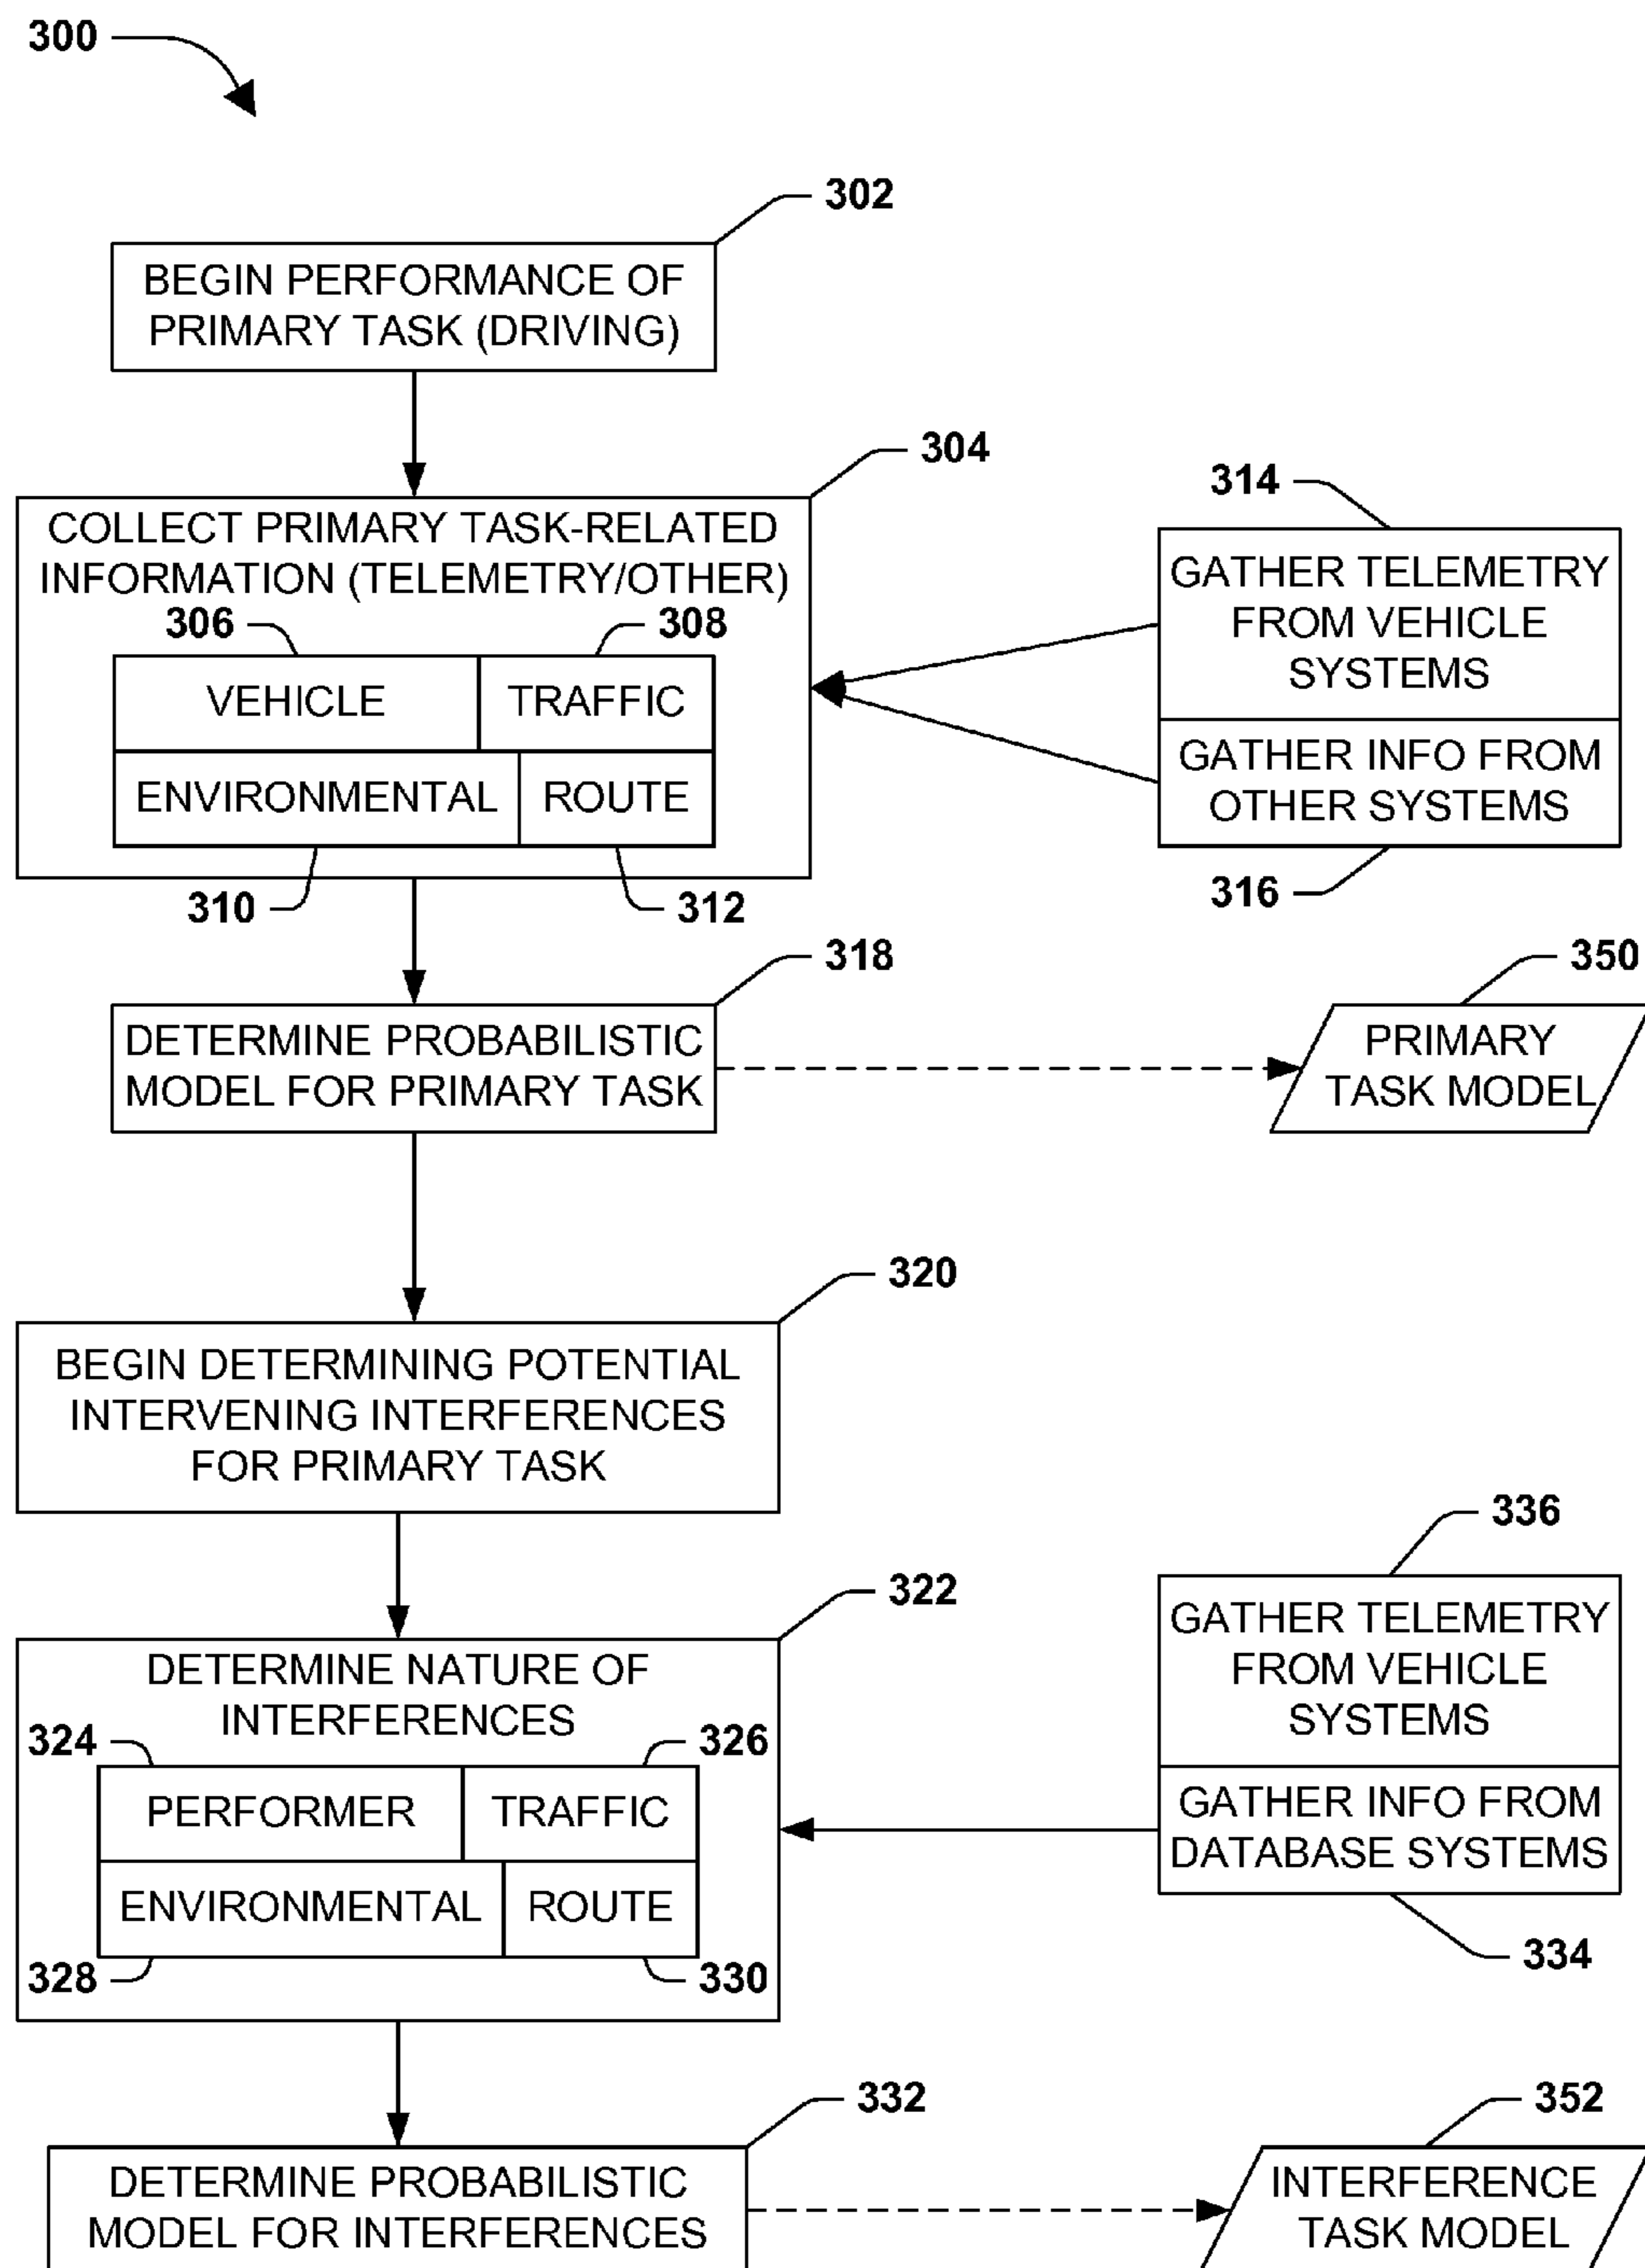 300
302
BEGIN PERFORMANCE OF
PRIMARY TASK (DRIVING)
304
COLLECT PRIMARY TASK-RELATED
INFORMATION (TELEMETRY/OTHER)
306
308
VEHICLE
TRAFFIC
ENVIRONMENTAL
ROUTE
310
312
314
GATHER TELEMETRY
FROM VEHICLE
SYSTEMS
GATHER INFO FROM
OTHER SYSTEMS
316
318
DETERMINE PROBABILISTIC
MODEL FOR PRIMARY TASK
350
PRIMARY
TASK MODEL
320
BEGIN DETERMINING POTENTIAL
INTERVENING INTERFERENCES
FOR PRIMARY TASK
322
DETERMINE NATURE OF
INTERFERENCES
324
326
PERFORMER
TRAFFIC
ENVIRONMENTAL
ROUTE
328
330
336
GATHER TELEMETRY
FROM VEHICLE
SYSTEMS
GATHER INFO FROM
DATABASE SYSTEMS
334
332
DETERMINE PROBABILISTIC
MODEL FOR INTERFERENCES
352
INTERFERENCE
TASK MODEL